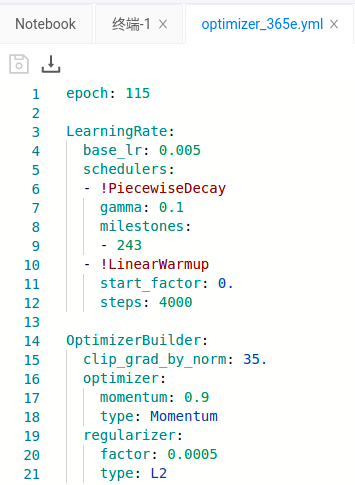 Notebook 终端-1 × optimizer_365e.yml ×
1 epoch: 115
2
3 LearningRate:
4   base_lr: 0.005
5   schedulers:
6   - !PiecewiseDecay
7     gamma: 0.1
8     milestones:
9     - 243
10   - !LinearWarmup
11     start_factor: 0.
12     steps: 4000
13
14 OptimizerBuilder:
15   clip_grad_by_norm: 35.
16   optimizer:
17     momentum: 0.9
18     type: Momentum
19   regularizer:
20     factor: 0.0005
21     type: L2